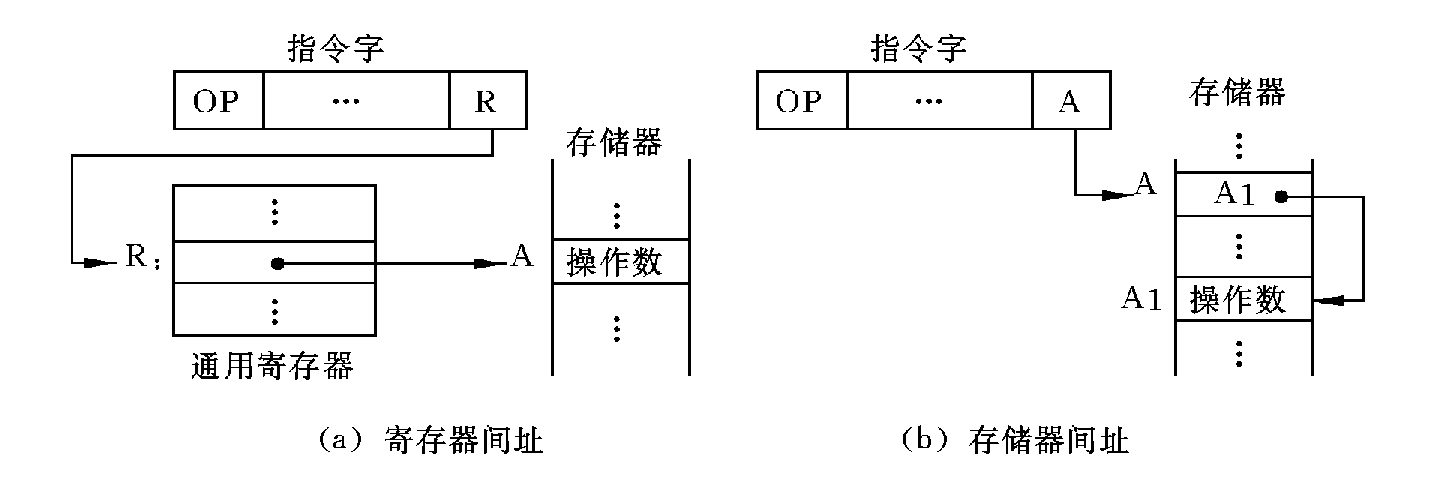 指令字
OP … R
存储器
⋮
⋮
R: A 操作数
⋮
⋮
通用寄存器
(a) 寄存器间址
指令字
OP … A
存储器
⋮
A A1
⋮
A1 操作数
⋮
(b) 存储器间址